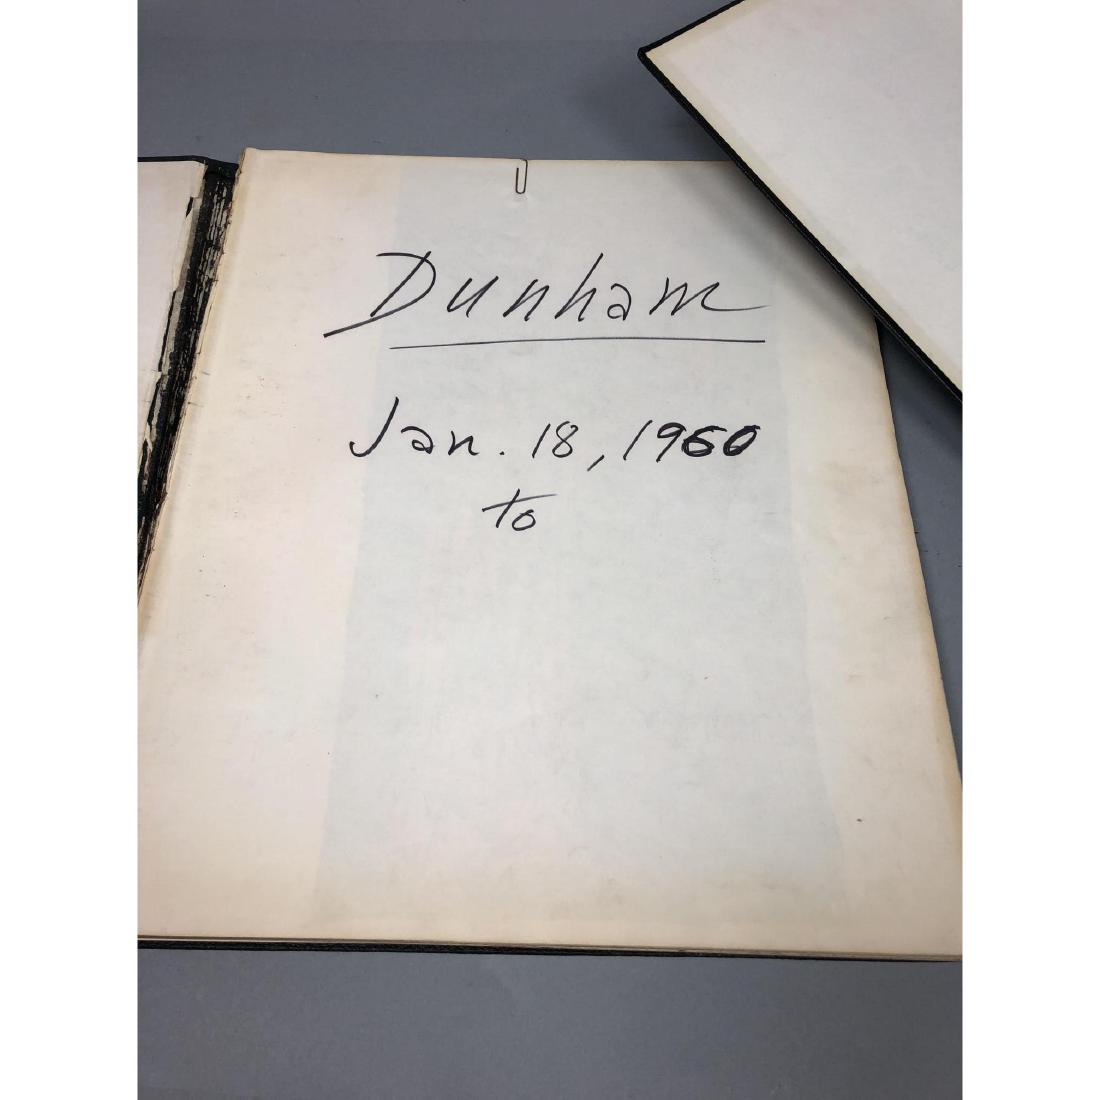 Dunham
Jan. 18, 1960
to